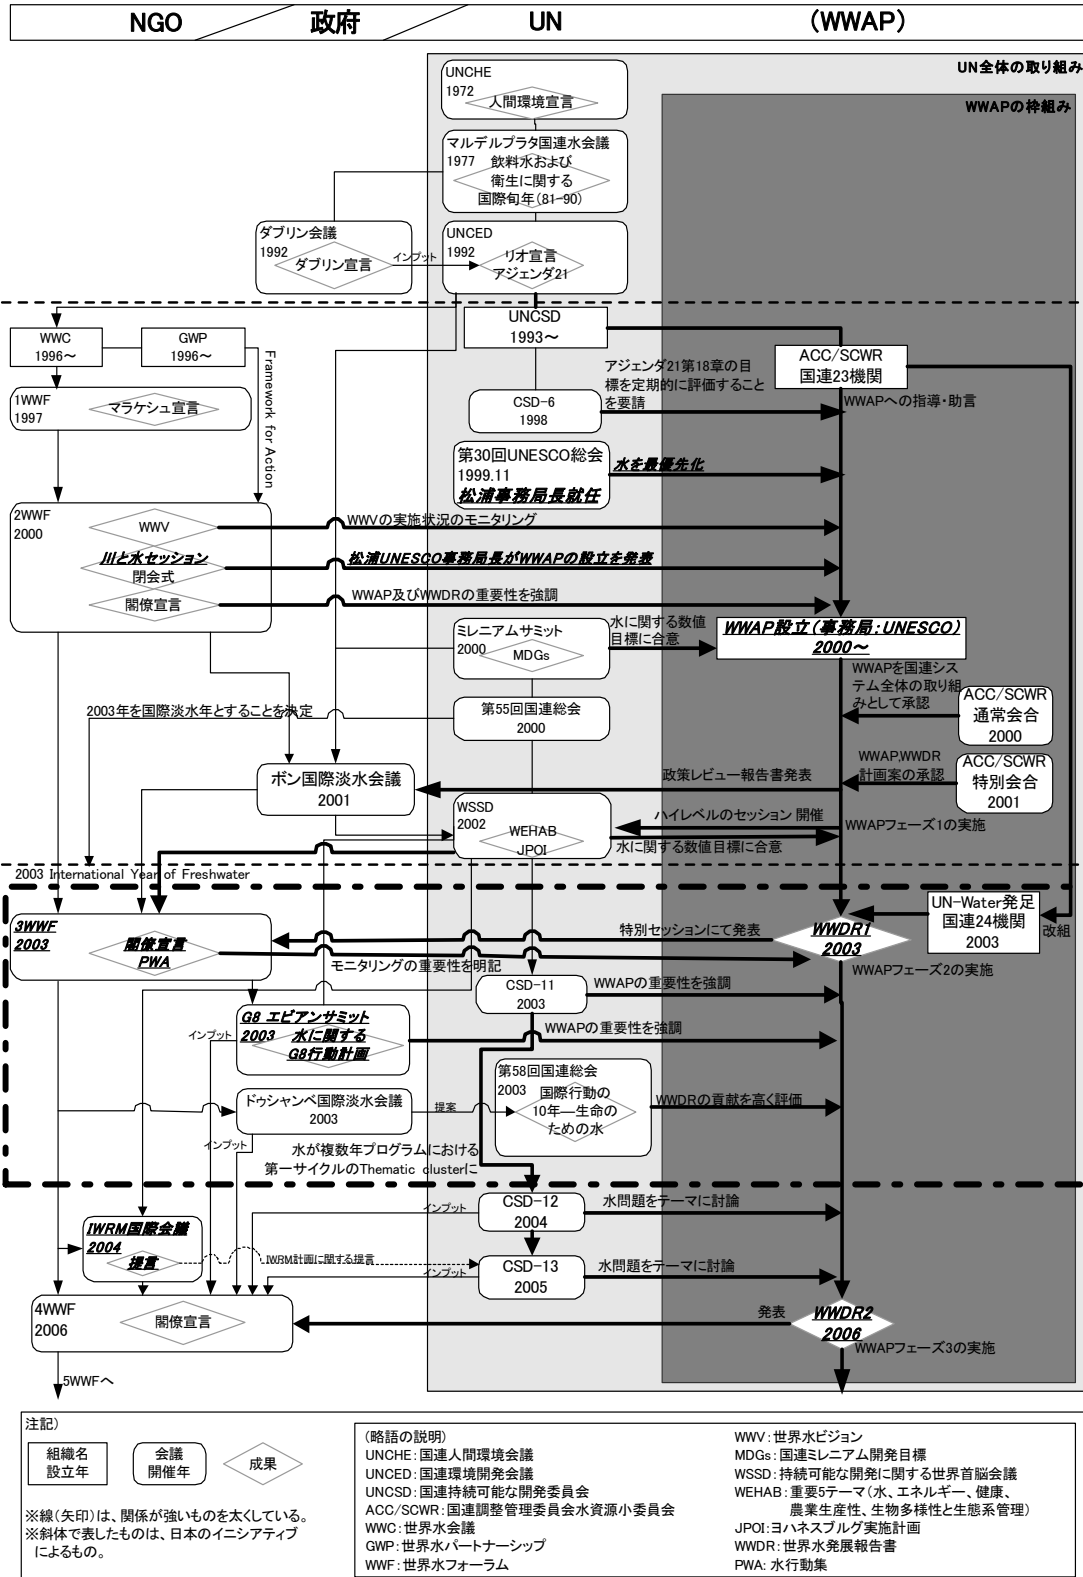 NGO
政府
UN
(WWAP)
UN全体の取り組み
WWAPの枠組み
UNCHE
1972
人間環境宣言
マルデルプラタ国連水会議
1977
飲料水および
衛生に関する
国際旬年(81-90)
ダブリン会議
1992
ダブリン宣言
インプット
UNCED
1992
リオ宣言
アジェンダ21
WWC
1996～
GWP
1996～
UNCSD
1993～
ACC/SCWR
国連23機関
Framework for Action
1WWF
1997
マラケシュ宣言
CSD-6
1998
アジェンダ21第18章の目
標を定期的に評価すること
を要請
WWAPへの指導・助言
第30回UNESCO総会
1999.11
松浦事務局長就任
水を最優先化
2WWF
2000
WWV
WWVの実施状況のモニタリング
川と水セッション
閉会式
松浦UNESCO事務局長がWWAPの設立を発表
閣僚宣言
WWAP及びWWDRの重要性を強調
ミレニアムサミット
2000
MDGs
水に関する数値
目標に合意
WWAP設立(事務局:UNESCO)
2000～
WWAPを国連シス
テム全体の取り組
みとして承認
ACC/SCWR
通常会合
2000
2003年を国際淡水年とすることを決定
第55回国連総会
2000
WWAP,WWDR
計画案の承認
ACC/SCWR
特別会合
2001
ボン国際淡水会議
2001
政策レビュー報告書発表
WSSD
2002
WEHAB
JPOI
ハイレベルのセッション 開催
水に関する数値目標に合意
WWAPフェーズ1の実施
2003 International Year of Freshwater
3WWF
2003
閣僚宣言
PWA
特別セッションにて発表
モニタリングの重要性を明記
WWDR1
2003
UN-Water発足
国連24機関
2003
改組
WWAPフェーズ2の実施
CSD-11
2003
WWAPの重要性を強調
G8 エビアンサミット
2003
水に関する
G8行動計画
インプット
WWAPの重要性を強調
第58回国連総会
2003
国際行動の
10年―生命の
ための水
WWDRの貢献を高く評価
ドゥシャンベ国際淡水会議
2003
提案
インプット
水が複数年プログラムにおける
第一サイクルのThematic clusterに
IWRM国際会議
2004
提言
インプット
CSD-12
2004
水問題をテーマに討論
IWRM計画に関する提言
インプット
CSD-13
2005
水問題をテーマに討論
4WWF
2006
閣僚宣言
発表
WWDR2
2006
WWAPフェーズ3の実施
5WWFへ
注記)
組織名
設立年
会議
開催年
成果
※線(矢印)は、関係が強いものを太くしている。
※斜体で表したものは、日本のイニシアティブ
によるもの。
(略語の説明)
UNCHE:国連人間環境会議
UNCED:国連環境開発会議
UNCSD:国連持続可能な開発委員会
ACC/SCWR:国連調整管理委員会水資源小委員会
WWC:世界水会議
GWP:世界水パートナーシップ
WWF:世界水フォーラム
WWV:世界水ビジョン
MDGs:国連ミレニアム開発目標
WSSD:持続可能な開発に関する世界首脳会議
WEHAB:重要5テーマ(水、エネルギー、健康、
農業生産性、生物多様性と生態系管理)
JPOI:ヨハネスブルグ実施計画
WWDR:世界水発展報告書
PWA: 水行動集